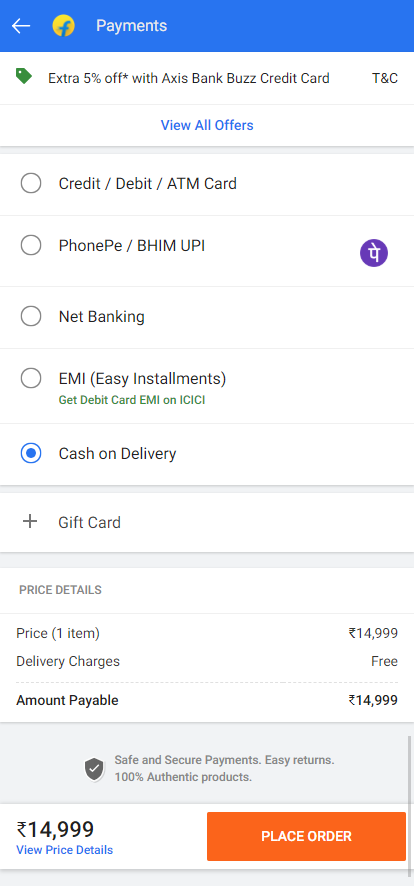 Payments
Extra 5% off* with Axis Bank Buzz Credit Card T&C
View All Offers
Credit / Debit / ATM Card
PhonePe / BHIM UPI
पे
Net Banking
EMI (Easy Installments)
Get Debit Card EMI on ICICI
Cash on Delivery
Gift Card
PRICE DETAILS
Price (1 item) ₹14,999
Delivery Charges Free
Amount Payable ₹14,999
Safe and Secure Payments. Easy returns.
100% Authentic products.
₹14,999
View Price Details
PLACE ORDER